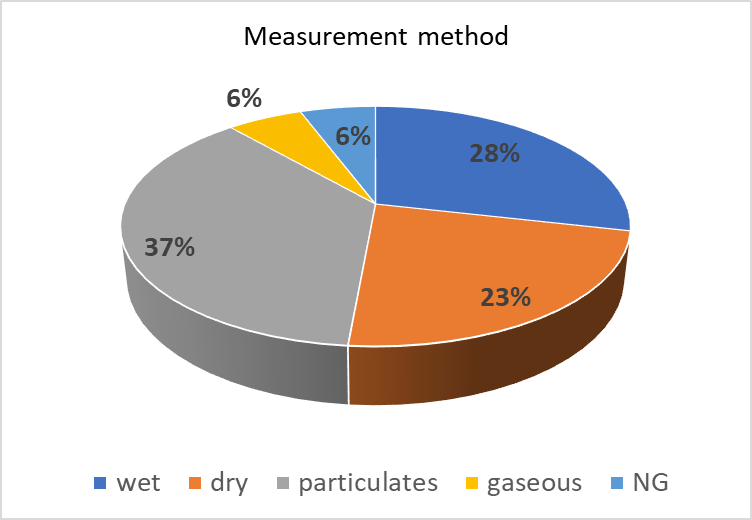 Measurement method
6%
6%
28%
37%
23%
wet dry particulates gaseous NG